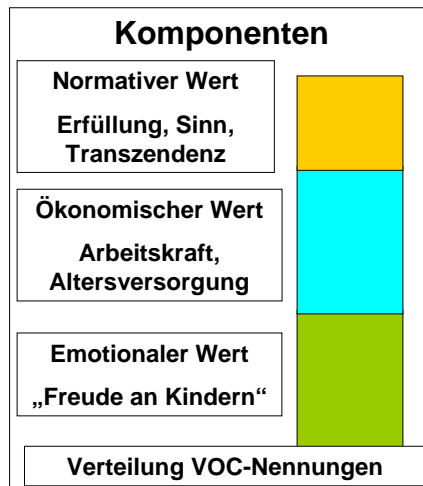 Komponenten
Normativer Wert
Erfüllung, Sinn,
Transzendenz
Ökonomischer Wert
Arbeitskraft,
Altersversorgung
Emotionaler Wert
„Freude an Kindern“
Verteilung VOC-Nennungen